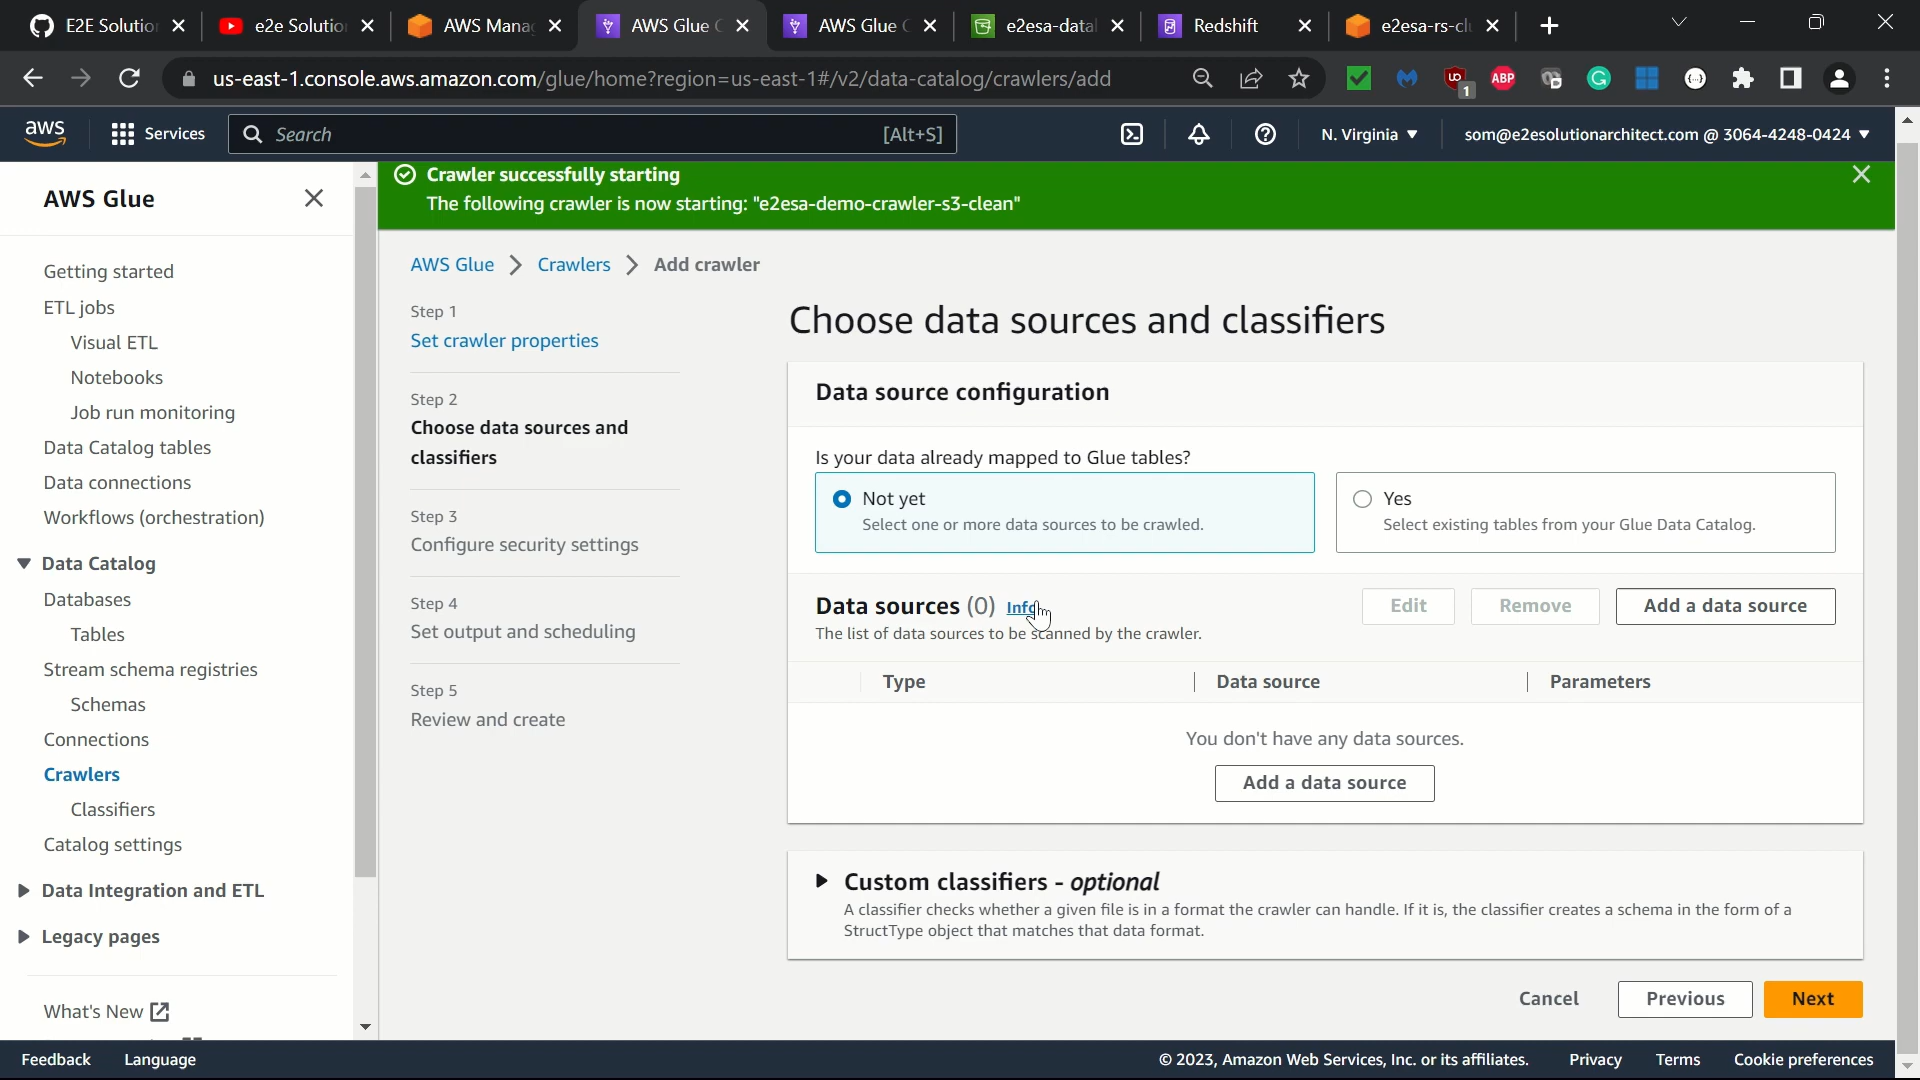 E2E Solutio
e2e Solutio
AWS Mana
AWS Glue C
AWS Glue C
e2esa-data
Redshift
e2esa-rs-cl
us-east-1.console.aws.amazon.com/glue/home?region=us-east-1#/v2/data-catalog/crawlers/add
1
ABP
aws
Services
Search
[Alt+S]
N. Virginia
som@e2esolutionarchitect.com @ 3064-4248-0424
AWS Glue
Getting started
ETL jobs
Visual ETL
Notebooks
Job run monitoring
Data Catalog tables
Data connections
Workflows (orchestration)
Data Catalog
Databases
Tables
Stream schema registries
Schemas
Connections
Crawlers
Classifiers
Catalog settings
Data Integration and ETL
Legacy pages
What's New
Crawler successfully starting
The following crawler is now starting: "e2esa-demo-crawler-s3-clean"
AWS Glue
Crawlers
Add crawler
Step 1
Set crawler properties
Step 2
Choose data sources and
classifiers
Step 3
Configure security settings
Step 4
Set output and scheduling
Step 5
Review and create
Choose data sources and classifiers
Data source configuration
Is your data already mapped to Glue tables?
Not yet
Select one or more data sources to be crawled.
Yes
Select existing tables from your Glue Data Catalog.
Data sources (0) Info
Edit
Remove
Add a data source
The list of data sources to be scanned by the crawler.
Type
Data source
Parameters
You don't have any data sources.
Add a data source
Custom classifiers - optional
A classifier checks whether a given file is in a format the crawler can handle. If it is, the classifier creates a schema in the form of a
StructType object that matches that data format.
Cancel
Previous
Next
Feedback
Language
© 2023, Amazon Web Services, Inc. or its affiliates.
Privacy
Terms
Cookie preferences